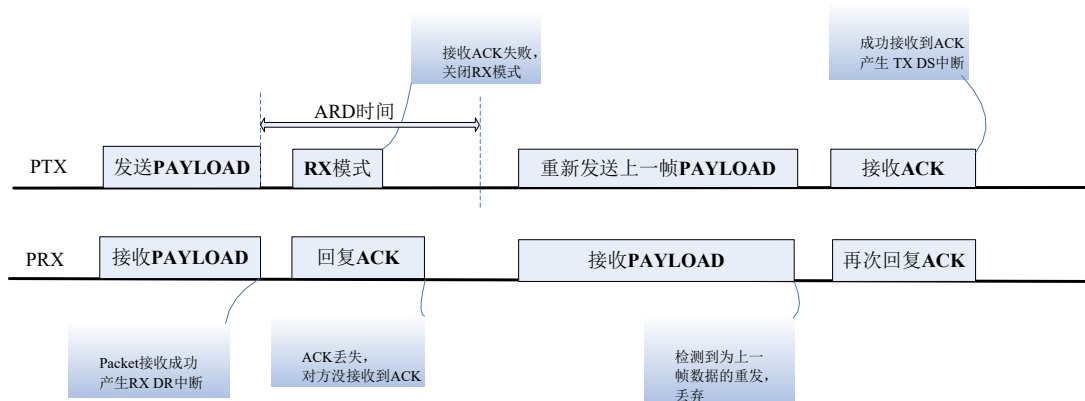 接收ACK失败，
关闭RX模式
成功接收到ACK
产生 TX DS中断
ARD时间
PTX
发送PAYLOAD
RX模式
重新发送上一帧PAYLOAD
接收ACK
PRX
接收PAYLOAD
回复ACK
接收PAYLOAD
再次回复ACK
Packet接收成功
产生RX DR中断
ACK丢失，
对方没接收到ACK
检测到为上一
帧数据的重发，
丢弃